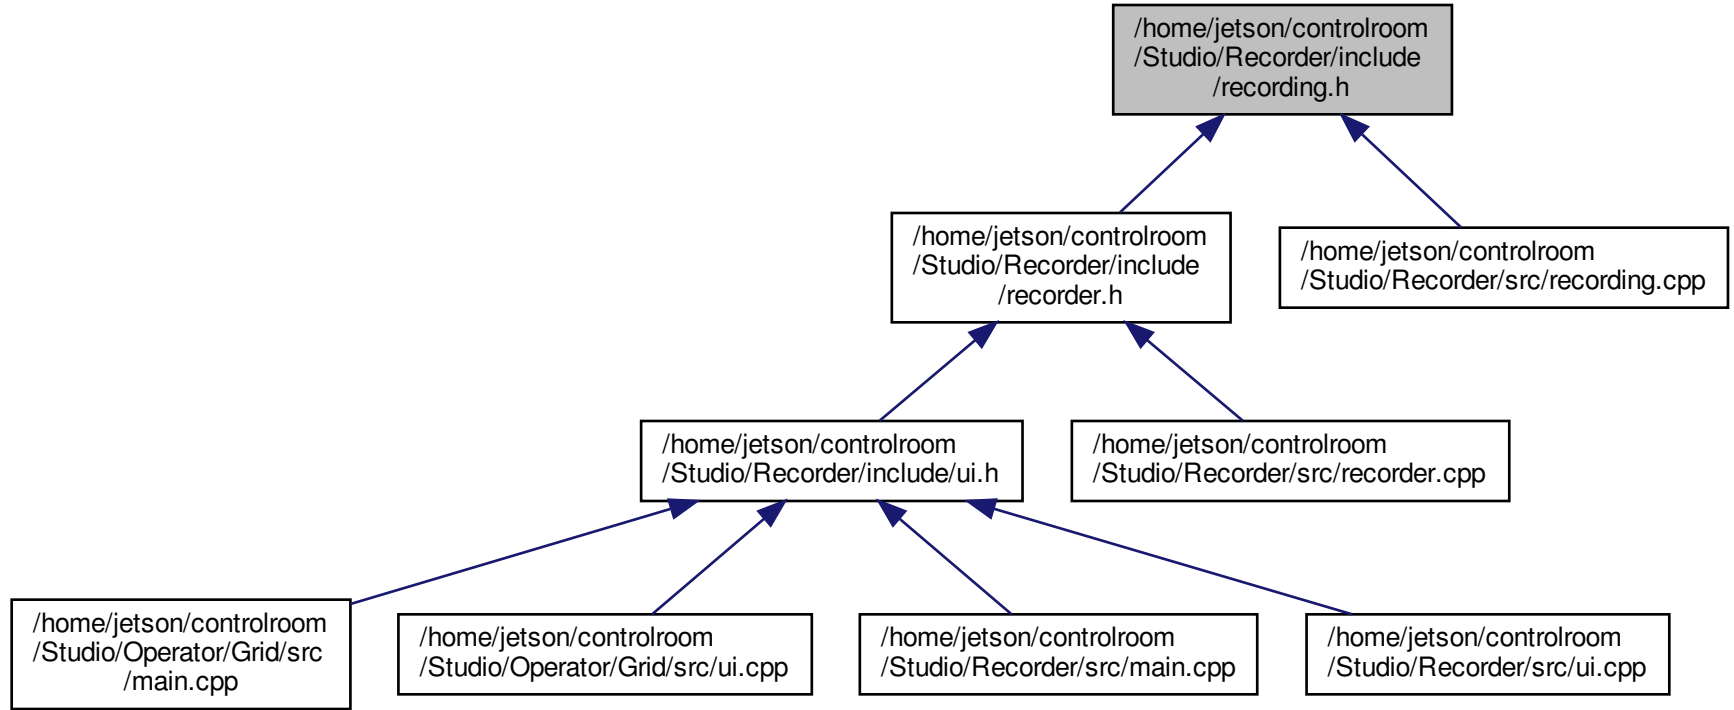 /home/jetson/controlroom
/Studio/Recorder/include
/recording.h
/home/jetson/controlroom
/Studio/Recorder/include
/recorder.h
/home/jetson/controlroom
/Studio/Recorder/src/recording.cpp
/home/jetson/controlroom
/Studio/Recorder/include/ui.h
/home/jetson/controlroom
/Studio/Recorder/src/recorder.cpp
/home/jetson/controlroom
/Studio/Operator/Grid/src
/main.cpp
/home/jetson/controlroom
/Studio/Operator/Grid/src/ui.cpp
/home/jetson/controlroom
/Studio/Recorder/src/main.cpp
/home/jetson/controlroom
/Studio/Recorder/src/ui.cpp